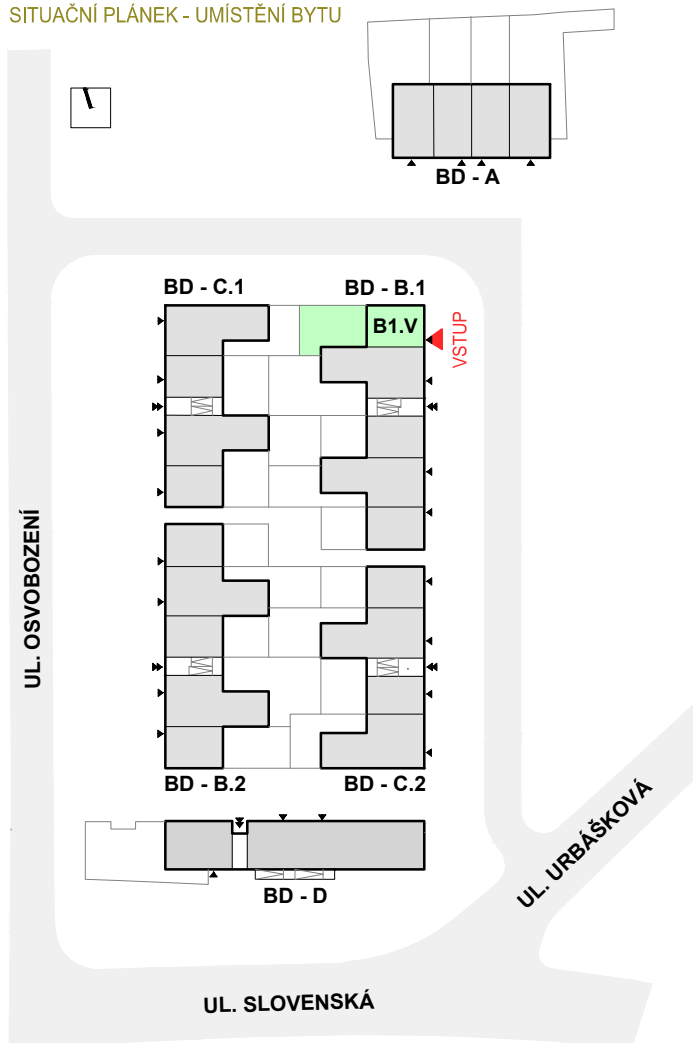 SITUAČNÍ PLÁNEK - UMÍSTĚNÍ BYTU
BD - A
BD - C.1
BD - B.1
B1.V
VSTUP
UL. OSVOBOZENÍ
BD - B.2
BD - C.2
UL. URBÁŠKOVÁ
BD - D
UL. SLOVENSKÁ